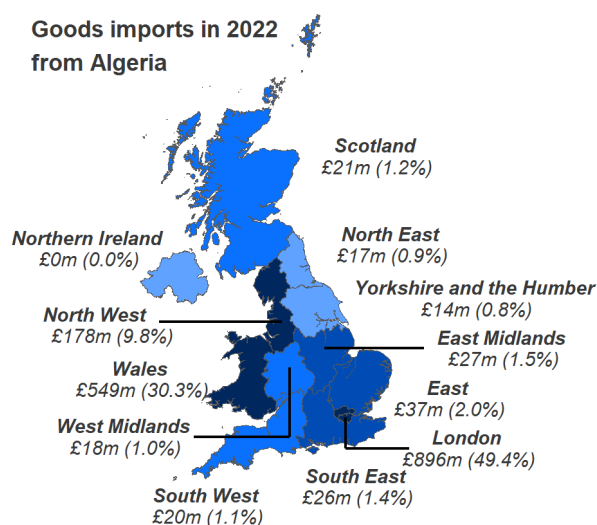 Goods imports in 2022
from Algeria
Scotland
£21m (1.2%)
Northern Ireland
£0m (0.0%)
North East
£17m (0.9%)
Yorkshire and the Humber
£14m (0.8%)
North West
£178m (9.8%)
East Midlands
£27m (1.5%)
Wales
£549m (30.3%)
East
£37m (2.0%)
West Midlands
£18m (1.0%)
London
£896m (49.4%)
South East
£26m (1.4%)
South West
£20m (1.1%)